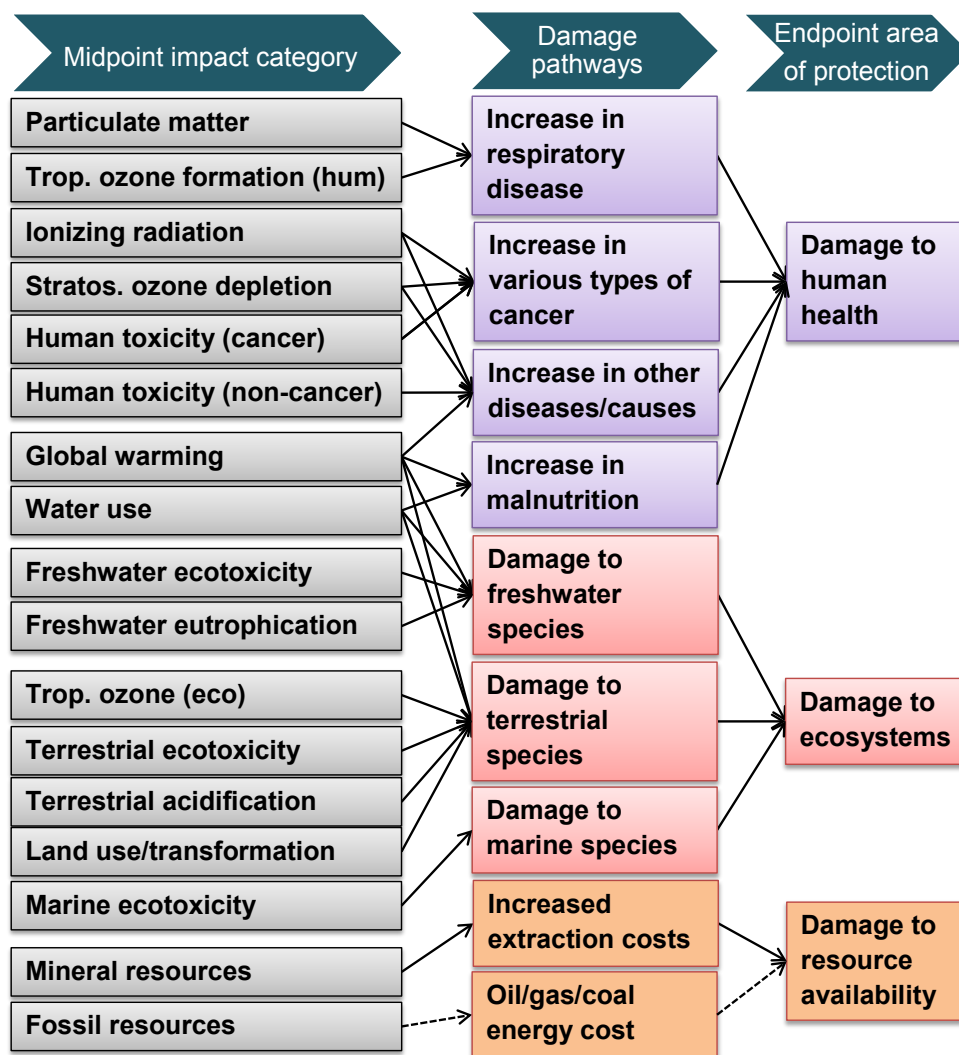 Midpoint impact category
Damage
pathways
Endpoint area
of protection
Particulate matter
Trop. ozone formation (hum)
Ionizing radiation
Stratos. ozone depletion
Human toxicity (cancer)
Human toxicity (non-cancer)
Global warming
Water use
Freshwater ecotoxicity
Freshwater eutrophication
Trop. ozone (eco)
Terrestrial ecotoxicity
Terrestrial acidification
Land use/transformation
Marine ecotoxicity
Mineral resources
Fossil resources
Increase in
respiratory
disease
Increase in
various types of
cancer
Increase in other
diseases/causes
Increase in
malnutrition
Damage to
freshwater
species
Damage to
terrestrial
species
Damage to
marine species
Increased
extraction costs
Oil/gas/coal
energy cost
Damage to
human
health
Damage to
ecosystems
Damage to
resource
availability